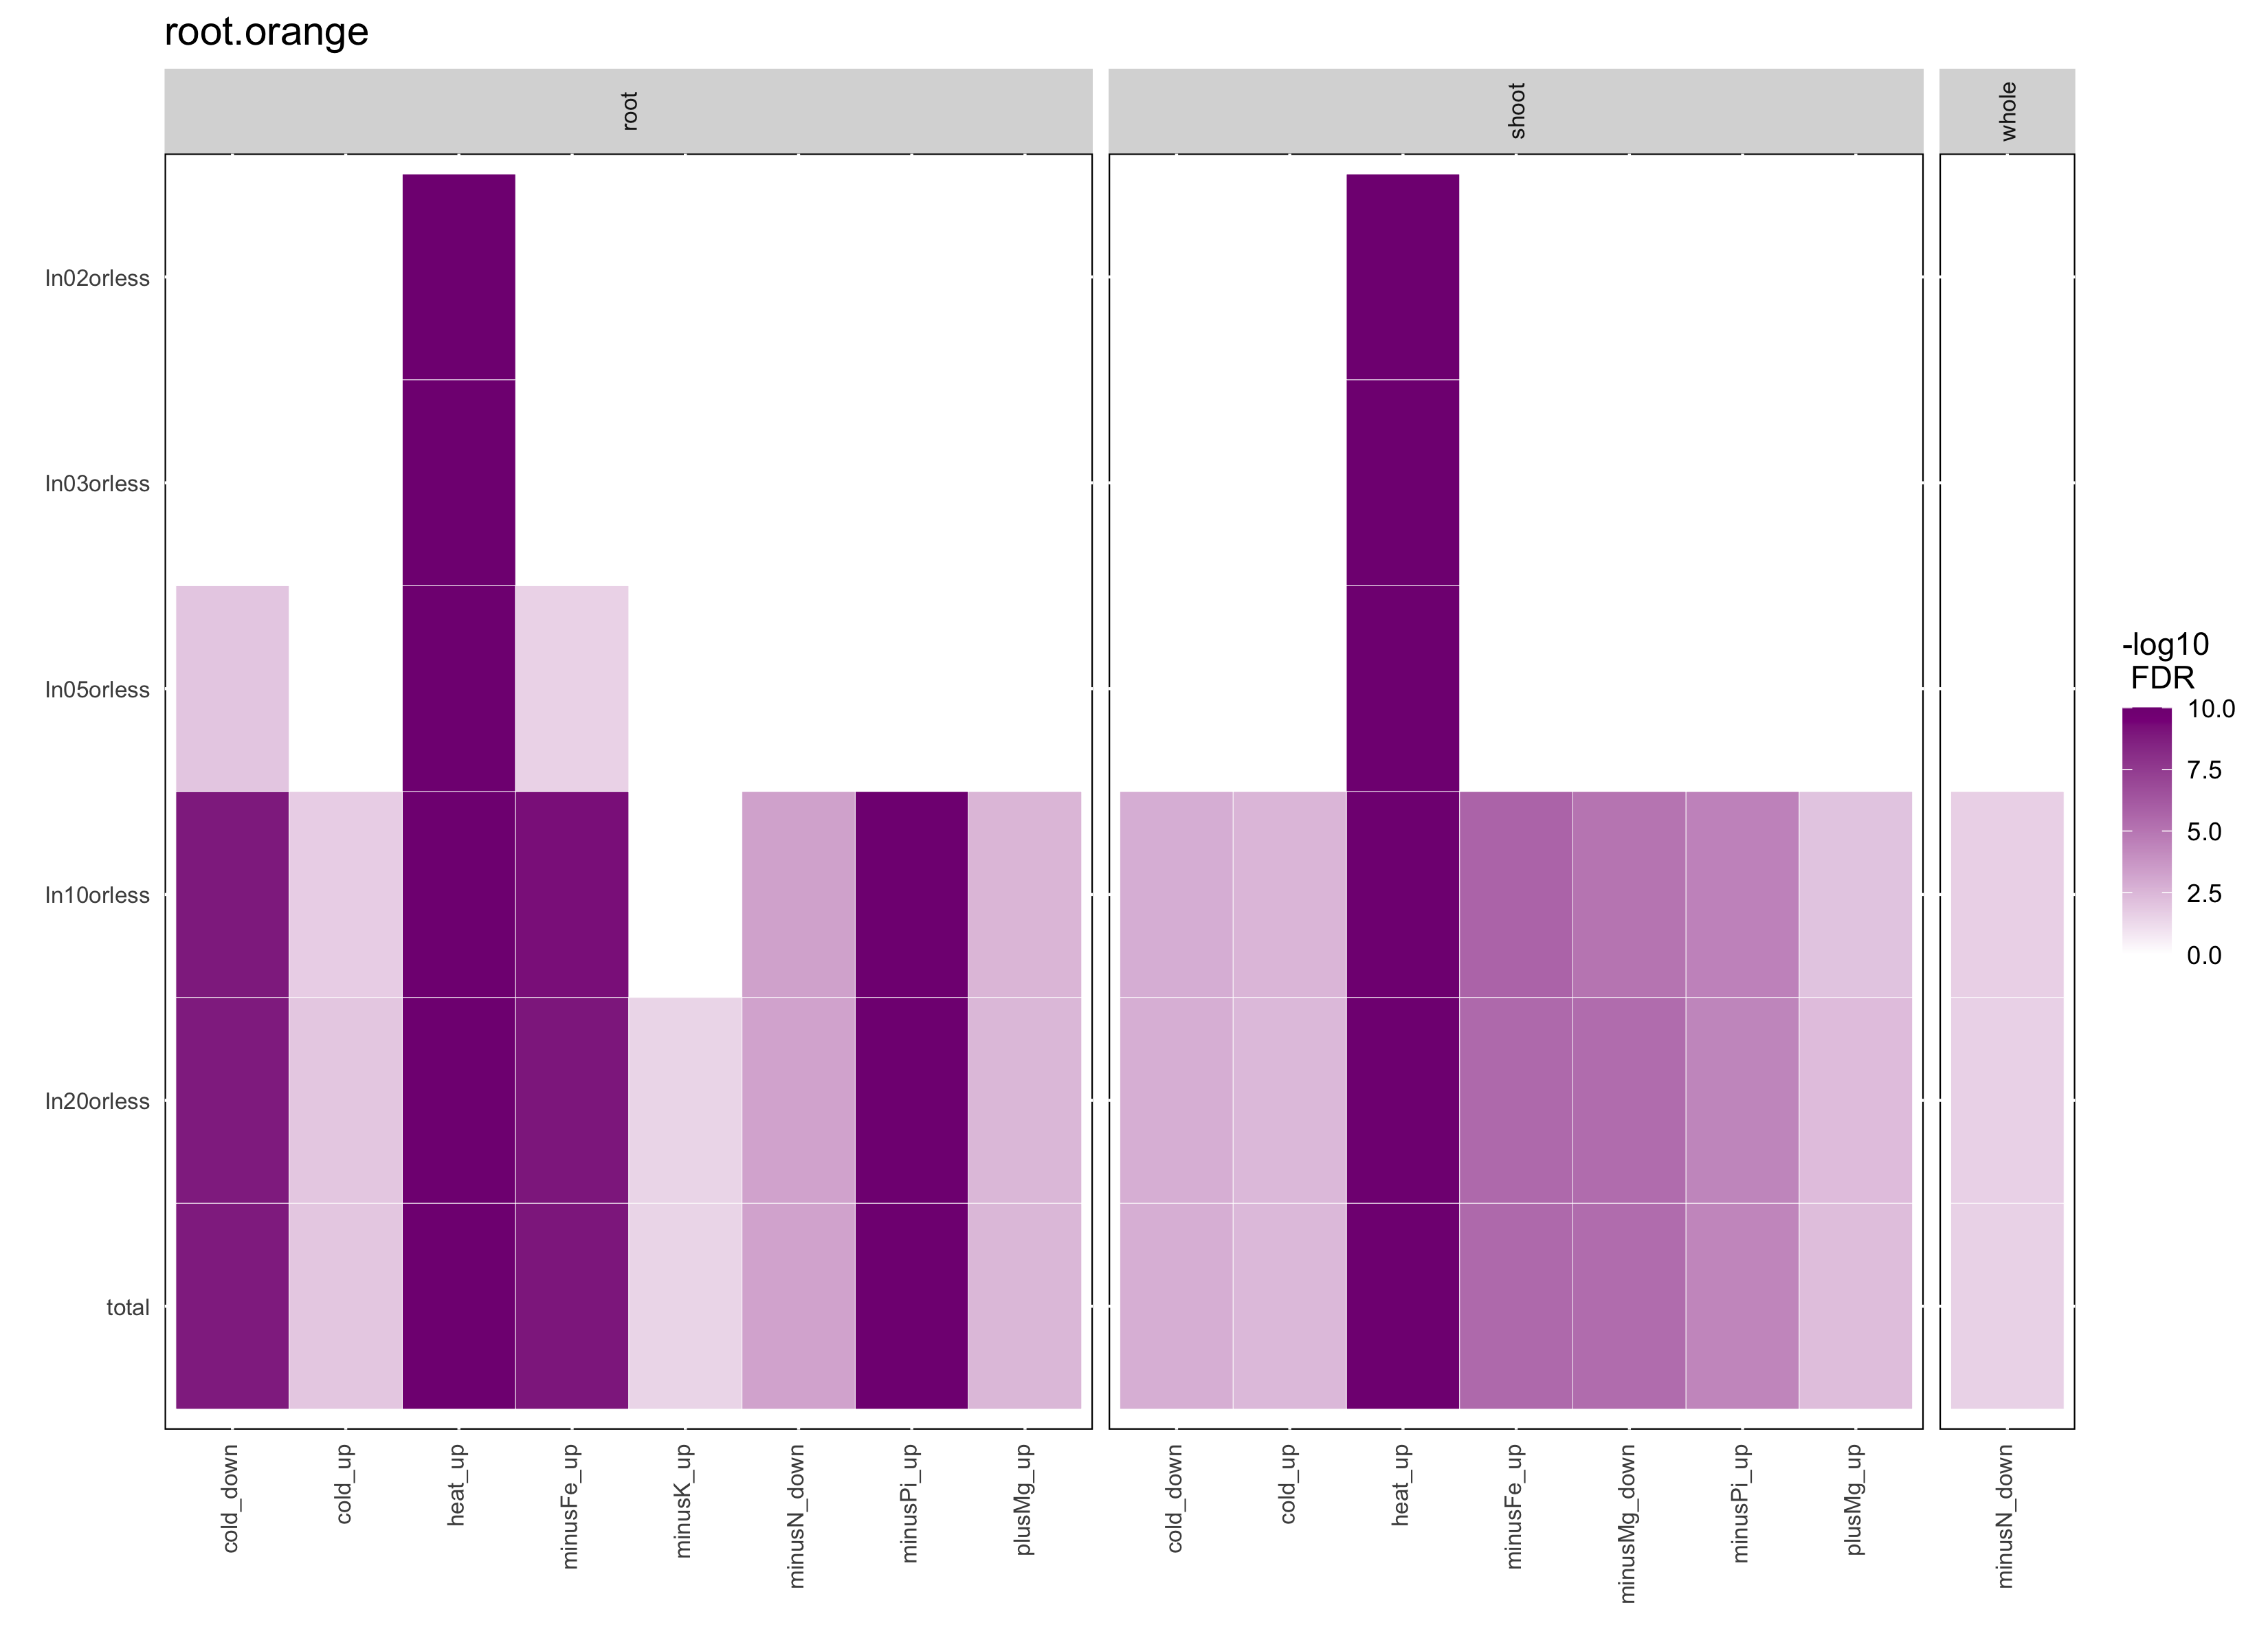 root.orange
root
shoot
whole
In02orless
In03orless
In05orless
In10orless
In20orless
total
cold_down
cold_up
heat_up
minusFe_up
minusK_up
minusN_down
minusPi_up
plusMg_up
cold_down
cold_up
heat_up
minusFe_up
minusMg_down
minusPi_up
plusMg_up
minusN_down
-log10
FDR
10.0
7.5
5.0
2.5
0.0